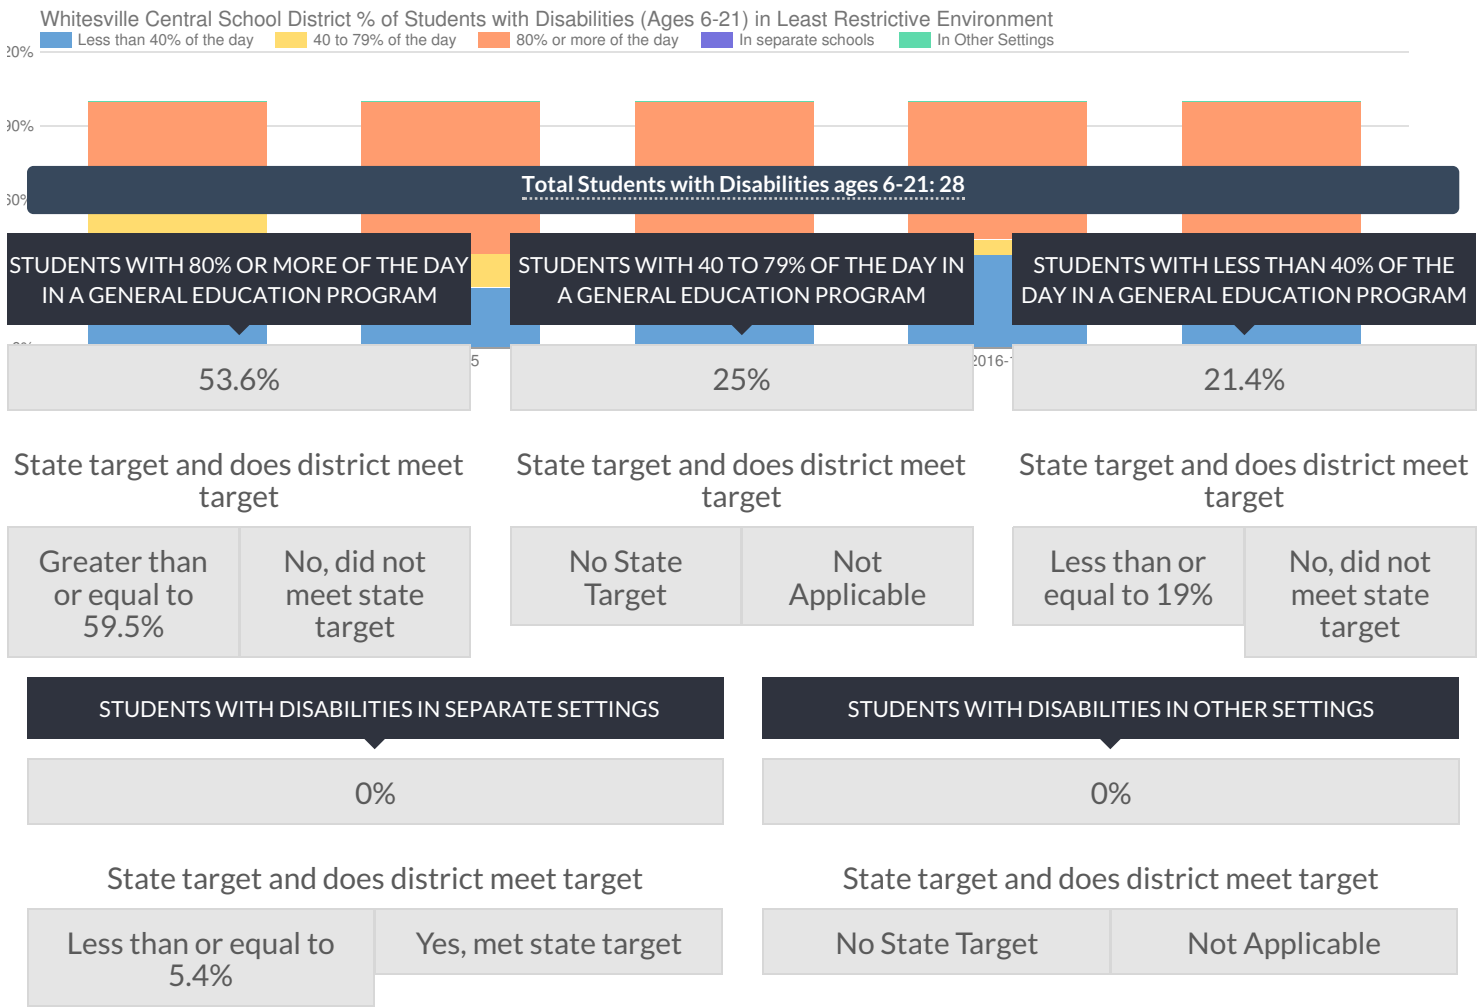 Whitesville Central School District % of Students with Disabilities (Ages 6-21) in Least Restrictive Environment
Less than 40% of the day 40 to 79% of the day 80% or more of the day In separate schools In Other Settings
20%
90%
60%
Total Students with Disabilities ages 6-21: 28
STUDENTS WITH 80% OR MORE OF THE DAY
IN A GENERAL EDUCATION PROGRAM
STUDENTS WITH 40 TO 79% OF THE DAY IN
A GENERAL EDUCATION PROGRAM
STUDENTS WITH LESS THAN 40% OF THE
DAY IN A GENERAL EDUCATION PROGRAM
5
2016-1
53.6%
25%
21.4%
State target and does district meet
target
State target and does district meet
target
State target and does district meet
target
Greater than
or equal to
59.5%
No, did not
meet state
target
No State
Target
Not
Applicable
Less than or
equal to 19%
No, did not
meet state
target
STUDENTS WITH DISABILITIES IN SEPARATE SETTINGS
STUDENTS WITH DISABILITIES IN OTHER SETTINGS
0%
0%
State target and does district meet target
State target and does district meet target
Less than or equal to
5.4%
Yes, met state target
No State Target
Not Applicable